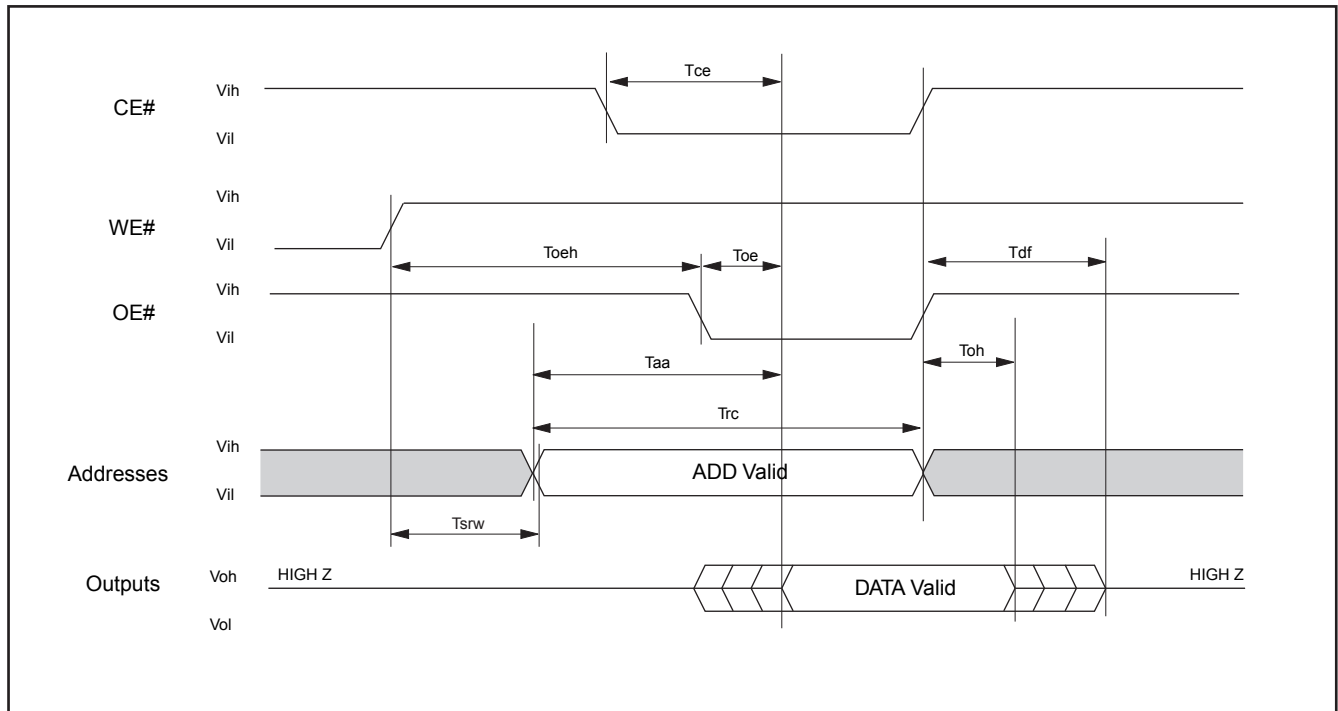 Tce
CE#
Vih
Vil
WE#
Vih
Vil
Toeh
Toe
Tdf
OE#
Vih
Vil
Toh
Taa
Trc
Addresses
Vih
Vil
ADD Valid
Tsrw
Outputs
Voh
Vol
HIGH Z
DATA Valid
HIGH Z